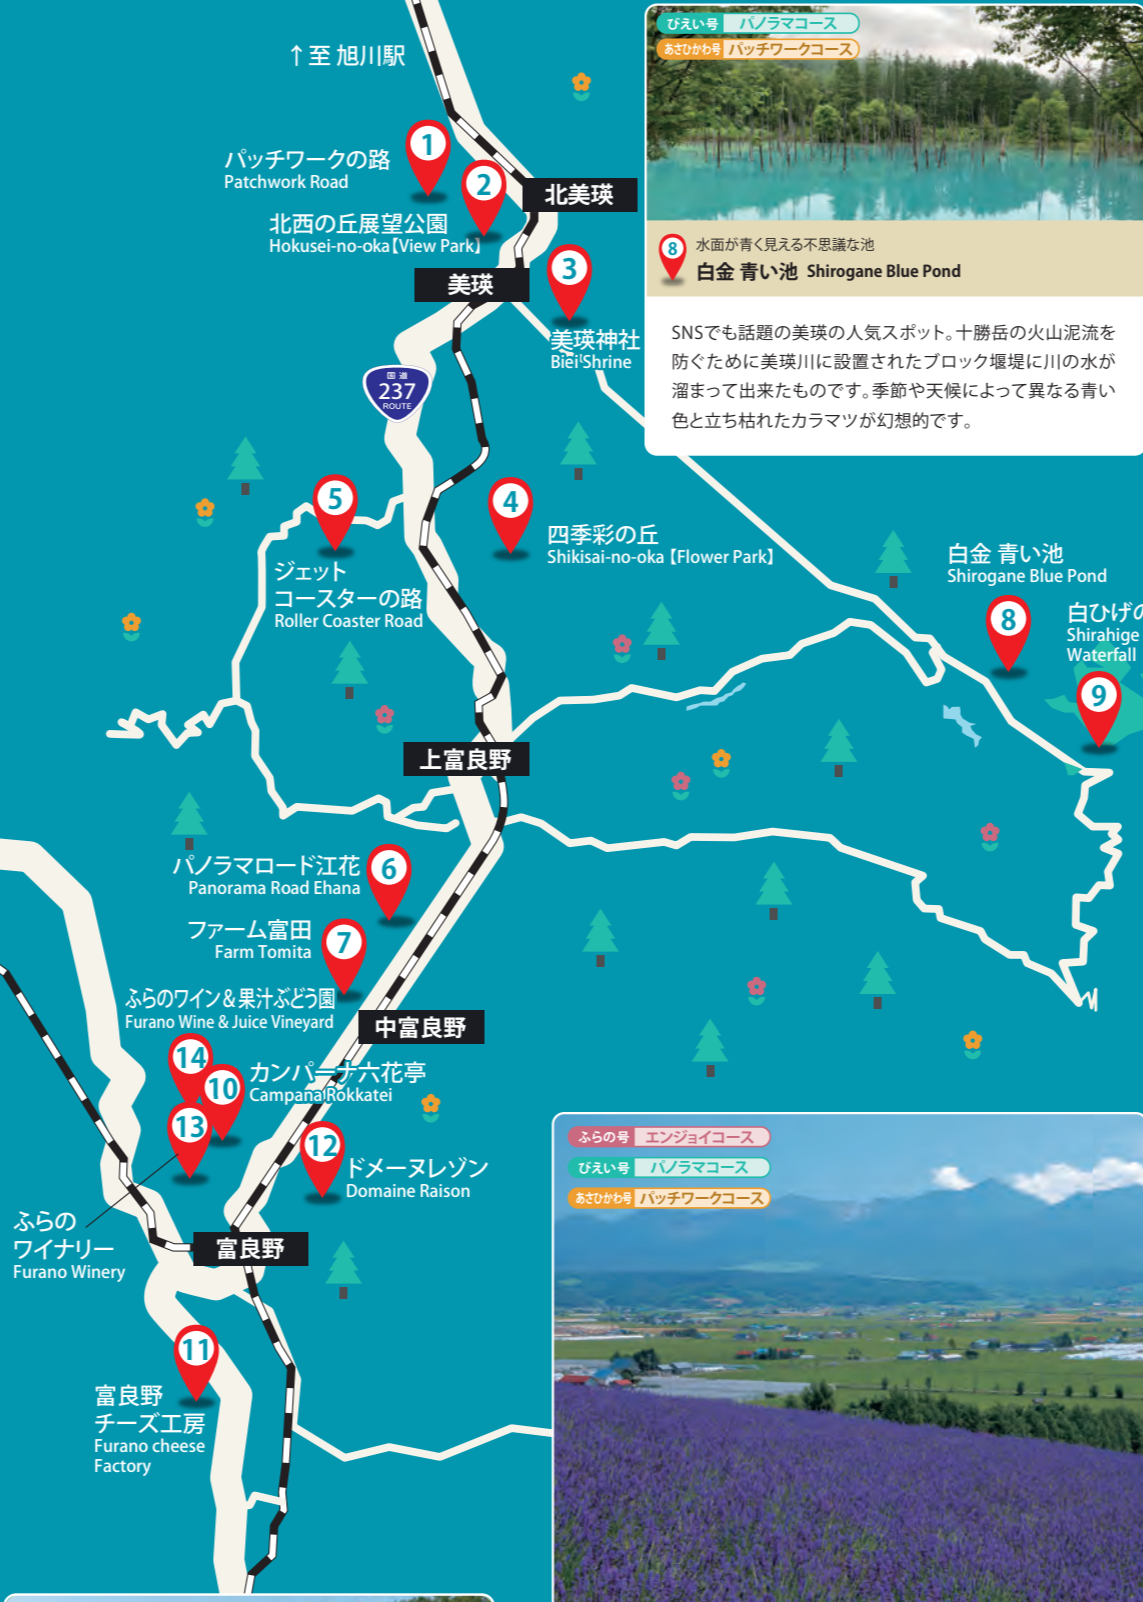 ↑至 旭川駅
びえい号 パノラマコース
あさひかわ号 パッチワークコース
1
パッチワークの路
Patchwork Road
2
北西の丘展望公園
Hokusei-no-oka【View Park】
北美瑛
美瑛
3
美瑛神社
Biei Shrine
8
水面が青く見える不思議な池
白金 青い池 Shirogane Blue Pond
SNSでも話題の美瑛の人気スポット。十勝岳の火山泥流を
防ぐために美瑛川に設置されたブロック堰堤に川の水が
溜まって出来たものです。季節や天候によって異なる青い
色と立ち枯れたカラマツが幻想的です。
国道
237
ROUTE
5
ジェット
コースターの路
Roller Coaster Road
4
四季彩の丘
Shikisai-no-oka【Flower Park】
白金 青い池
Shirogane Blue Pond
8
白ひげの
Shirahige
Waterfall
9
上富良野
パノラマロード江花
Panorama Road Ehana
6
ファーム富田
Farm Tomita
7
ふらのワイン&果汁ぶどう園
Furano Wine & Juice Vineyard
中富良野
14
10
カンパーナ六花亭
Campana Rokkatei
13
12
ドメーヌレゾン
Domaine Raison
ふらの
ワイナリー
Furano Winery
富良野
11
富良野
チーズ工房
Furano cheese
Factory
ふらの号 エンジョイコース
びえい号 パノラマコース
あさひかわ号 パッチワークコース